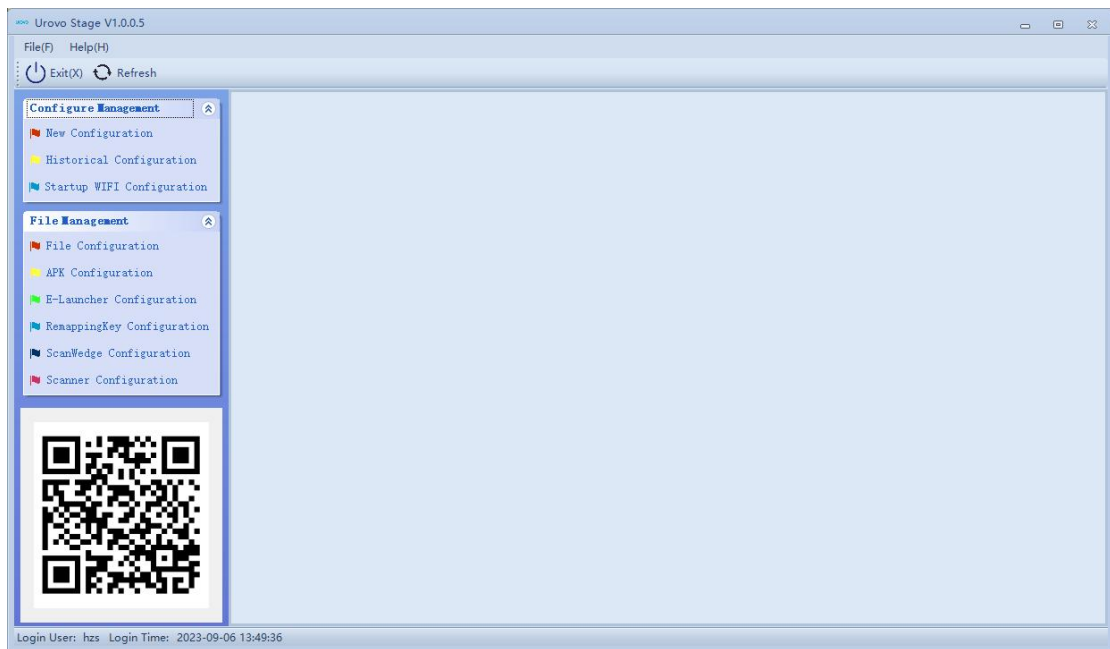 urovo Urovo Stage V1.0.0.5
File(F) Help(H)
Exit(X) Refresh
Configure Management
New Configuration
Historical Configuration
Startup WIFI Configuration
File Management
File Configuration
APK Configuration
E-Launcher Configuration
RemappingKey Configuration
ScanWedge Configuration
Scanner Configuration
Login User: hzs Login Time: 2023-09-06 13:49:36